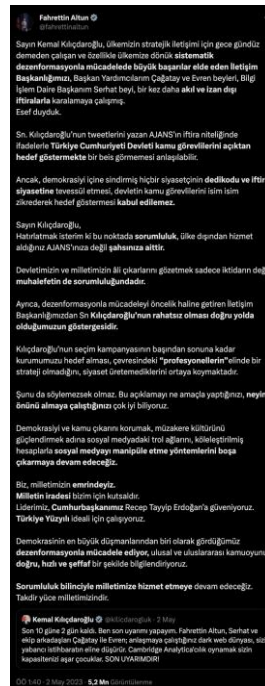 Fahrettin Altun
@fahrettinaltun
Sayın Kemal Kılıçdaroğlu, ülkemizin stratejik iletişimi için gece gündüz
demeden çalışan ve özellikle ülkemize dönük sistematik
dezenformasyonla mücadelede büyük başarılar elde eden İletişim
Başkanlığımızı, Başkan Yardımcılarım Çağatay ve Evren beyleri, Bilgi
İşlem Daire Başkanım Serhat beyi, bir kez daha akıl ve izan dışı
iftiralarla karalamaya çalışmış.
Esef duyduk.
Sn. Kılıçdaroğlu'nun tweetlerini yazan AJANS'ın iftira niteliğinde
ifadelerle Türkiye Cumhuriyeti Devleti kamu görevlilerini açıktan
hedef göstermekte bir beis görmemesi anlaşılabilir.
Ancak, demokrasiyi içine sindirmiş hiçbir siyasetçinin dedikodu ve iftir
siyasetine tevessül etmesi, devletin kamu görevlilerini isim isim
zikrederek hedef göstermesi kabul edilemez.
Sayın Kılıçdaroğlu,
Hatırlatmak isterim ki bu noktada sorumluluk, ülke dışından hizmet
aldığınız AJANS'ınıza değil şahsınıza aittir.
Devletimizin ve milletimizin âli çıkarlarını gözetmek sadece iktidarın değ
muhalefetin de sorumluluğundadır.
Ayrıca, dezenformasyonla mücadeleyi öncelik haline getiren İletişim
Başkanlığımızdan Sn Kılıçdaroğlu'nun rahatsız olması doğru yolda
olduğumuzun göstergesidir.
Kılıçdaroğlu'nun seçim kampanyasının başından sonuna kadar
kurumumuzu hedef alması, çevresindeki "profesyonellerin"elinde bir
strateji olmadığını, siyaset üretemediklerini ortaya koymaktadır.
Şunu da söylemezsek olmaz. Bu açıklamayı ne amaçla yaptığınızı, neyin
önünü almaya çalıştığınızı çok iyi biliyoruz.
Demokrasiyi ve kamu çıkarını korumak, müzakere kültürünü
güçlendirmek adına sosyal medyadaki trol ağlarını, köleleştirilmiş
hesaplarla sosyal medyayı manipüle etme yöntemlerini boşa
çıkarmaya devam edeceğiz.
Biz, milletimizin emrindeyiz.
Milletin iradesi bizim için kutsaldır.
Liderimiz, Cumhurbaşkanımız Recep Tayyip Erdoğan'a güveniyoruz.
Türkiye Yüzyılı ideali için çalışıyoruz.
Demokrasinin en büyük düşmanlarından biri olarak gördüğümüz
dezenformasyonla mücadele ediyor, ulusal ve uluslararası kamuoyunu
doğru, hızlı ve şeffaf bir şekilde bilgilendiriyoruz.
Sorumluluk bilinciyle milletimize hizmet etmeye devam edeceğiz.
Takdir yüce milletimizindir.
Kemal Kılıçdaroğlu @kilicdarogluk · 2 May
Son 10 güne 2 gün kaldı. Ben son uyarımı yapayım. Fahrettin Altun, Serhat ve
ekip arkadaşları Çağatay ile Evren; anlaşmaya çalıştığınız dark web dünyası, sizi
yabancı istihbaratın eline düşürür. Cambridge Analytica'cılık oynamak sizin
kapasitenizi aşar çocuklar. SON UYARIMDIR!
ÖÖ 1:40 · 2 May 2023 · 5,2 Mn Görüntülenme